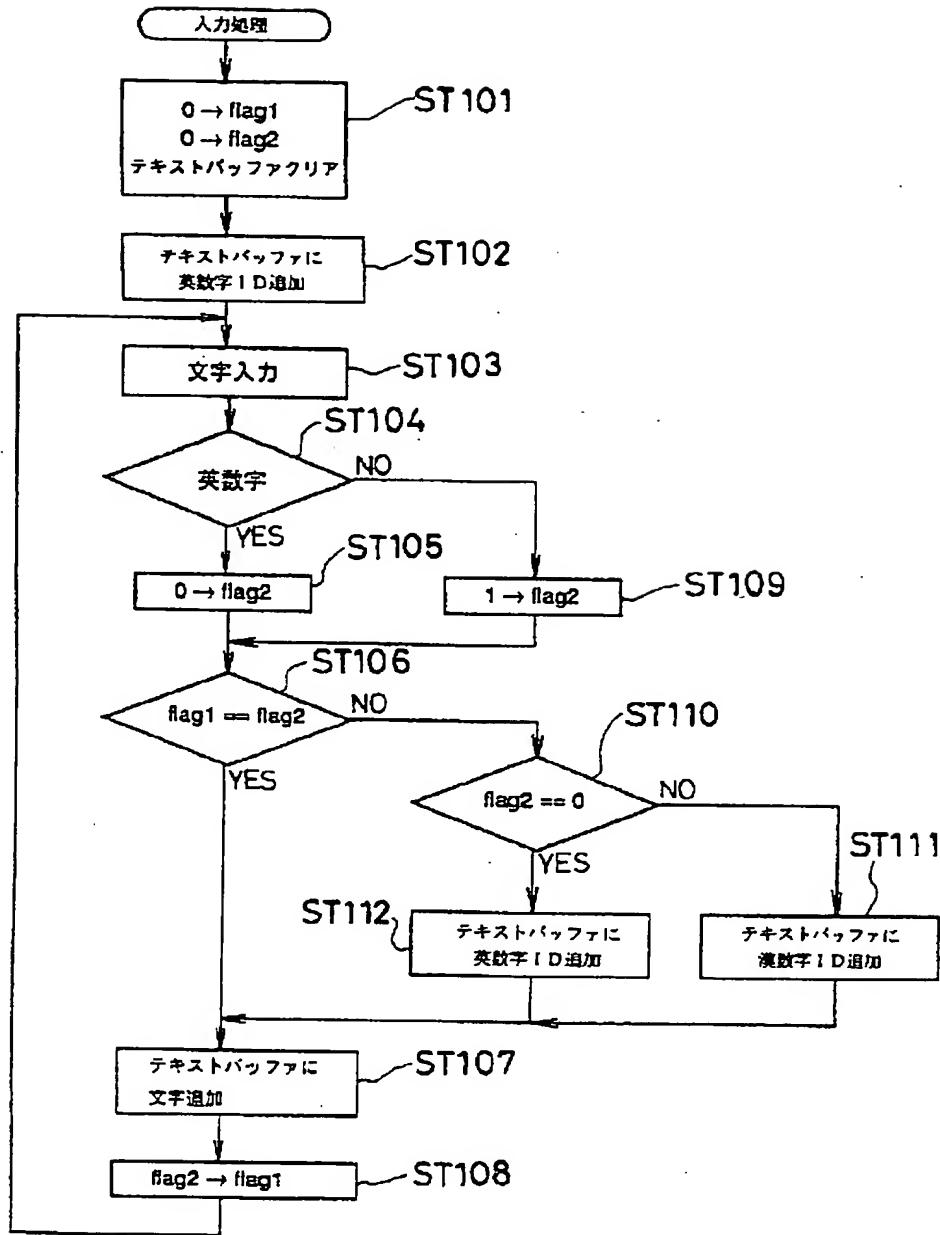 入力処理
0 → flag1
0 → flag2
テキストバッファクリア
ST101
テキストバッファに
英数字ID追加
ST102
文字入力
ST103
ST104
英数字
NO
YES
ST105
0 → flag2
1 → flag2
ST109
ST106
flag1 == flag2
NO
YES
ST110
flag2 == 0
NO
YES
ST111
ST112
テキストバッファに
英数字ID追加
テキストバッファに
漢数字ID追加
テキストバッファに
文字追加
ST107
flag2 → flag1
ST108